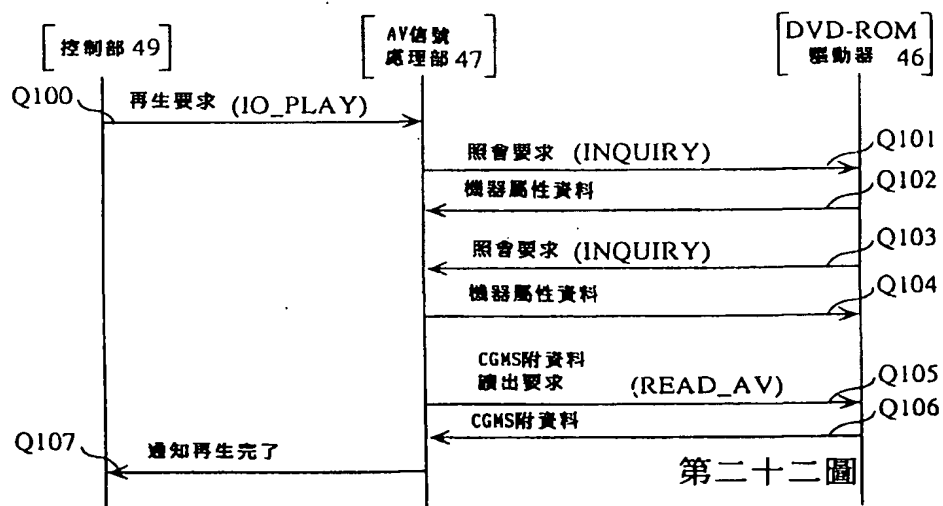 控制部 49
AV信號
處理部 47
DVD-ROM
驅動器 46
Q100
再生要求 (IO_PLAY)
照會要求 (INQUIRY)
Q101
機器屬性資料
Q102
照會要求 (INQUIRY)
Q103
機器屬性資料
Q104
CGMS附資料
讀出要求 (READ_AV)
Q105
CGMS附資料
Q106
Q107
通知再生完了
第二十二圖